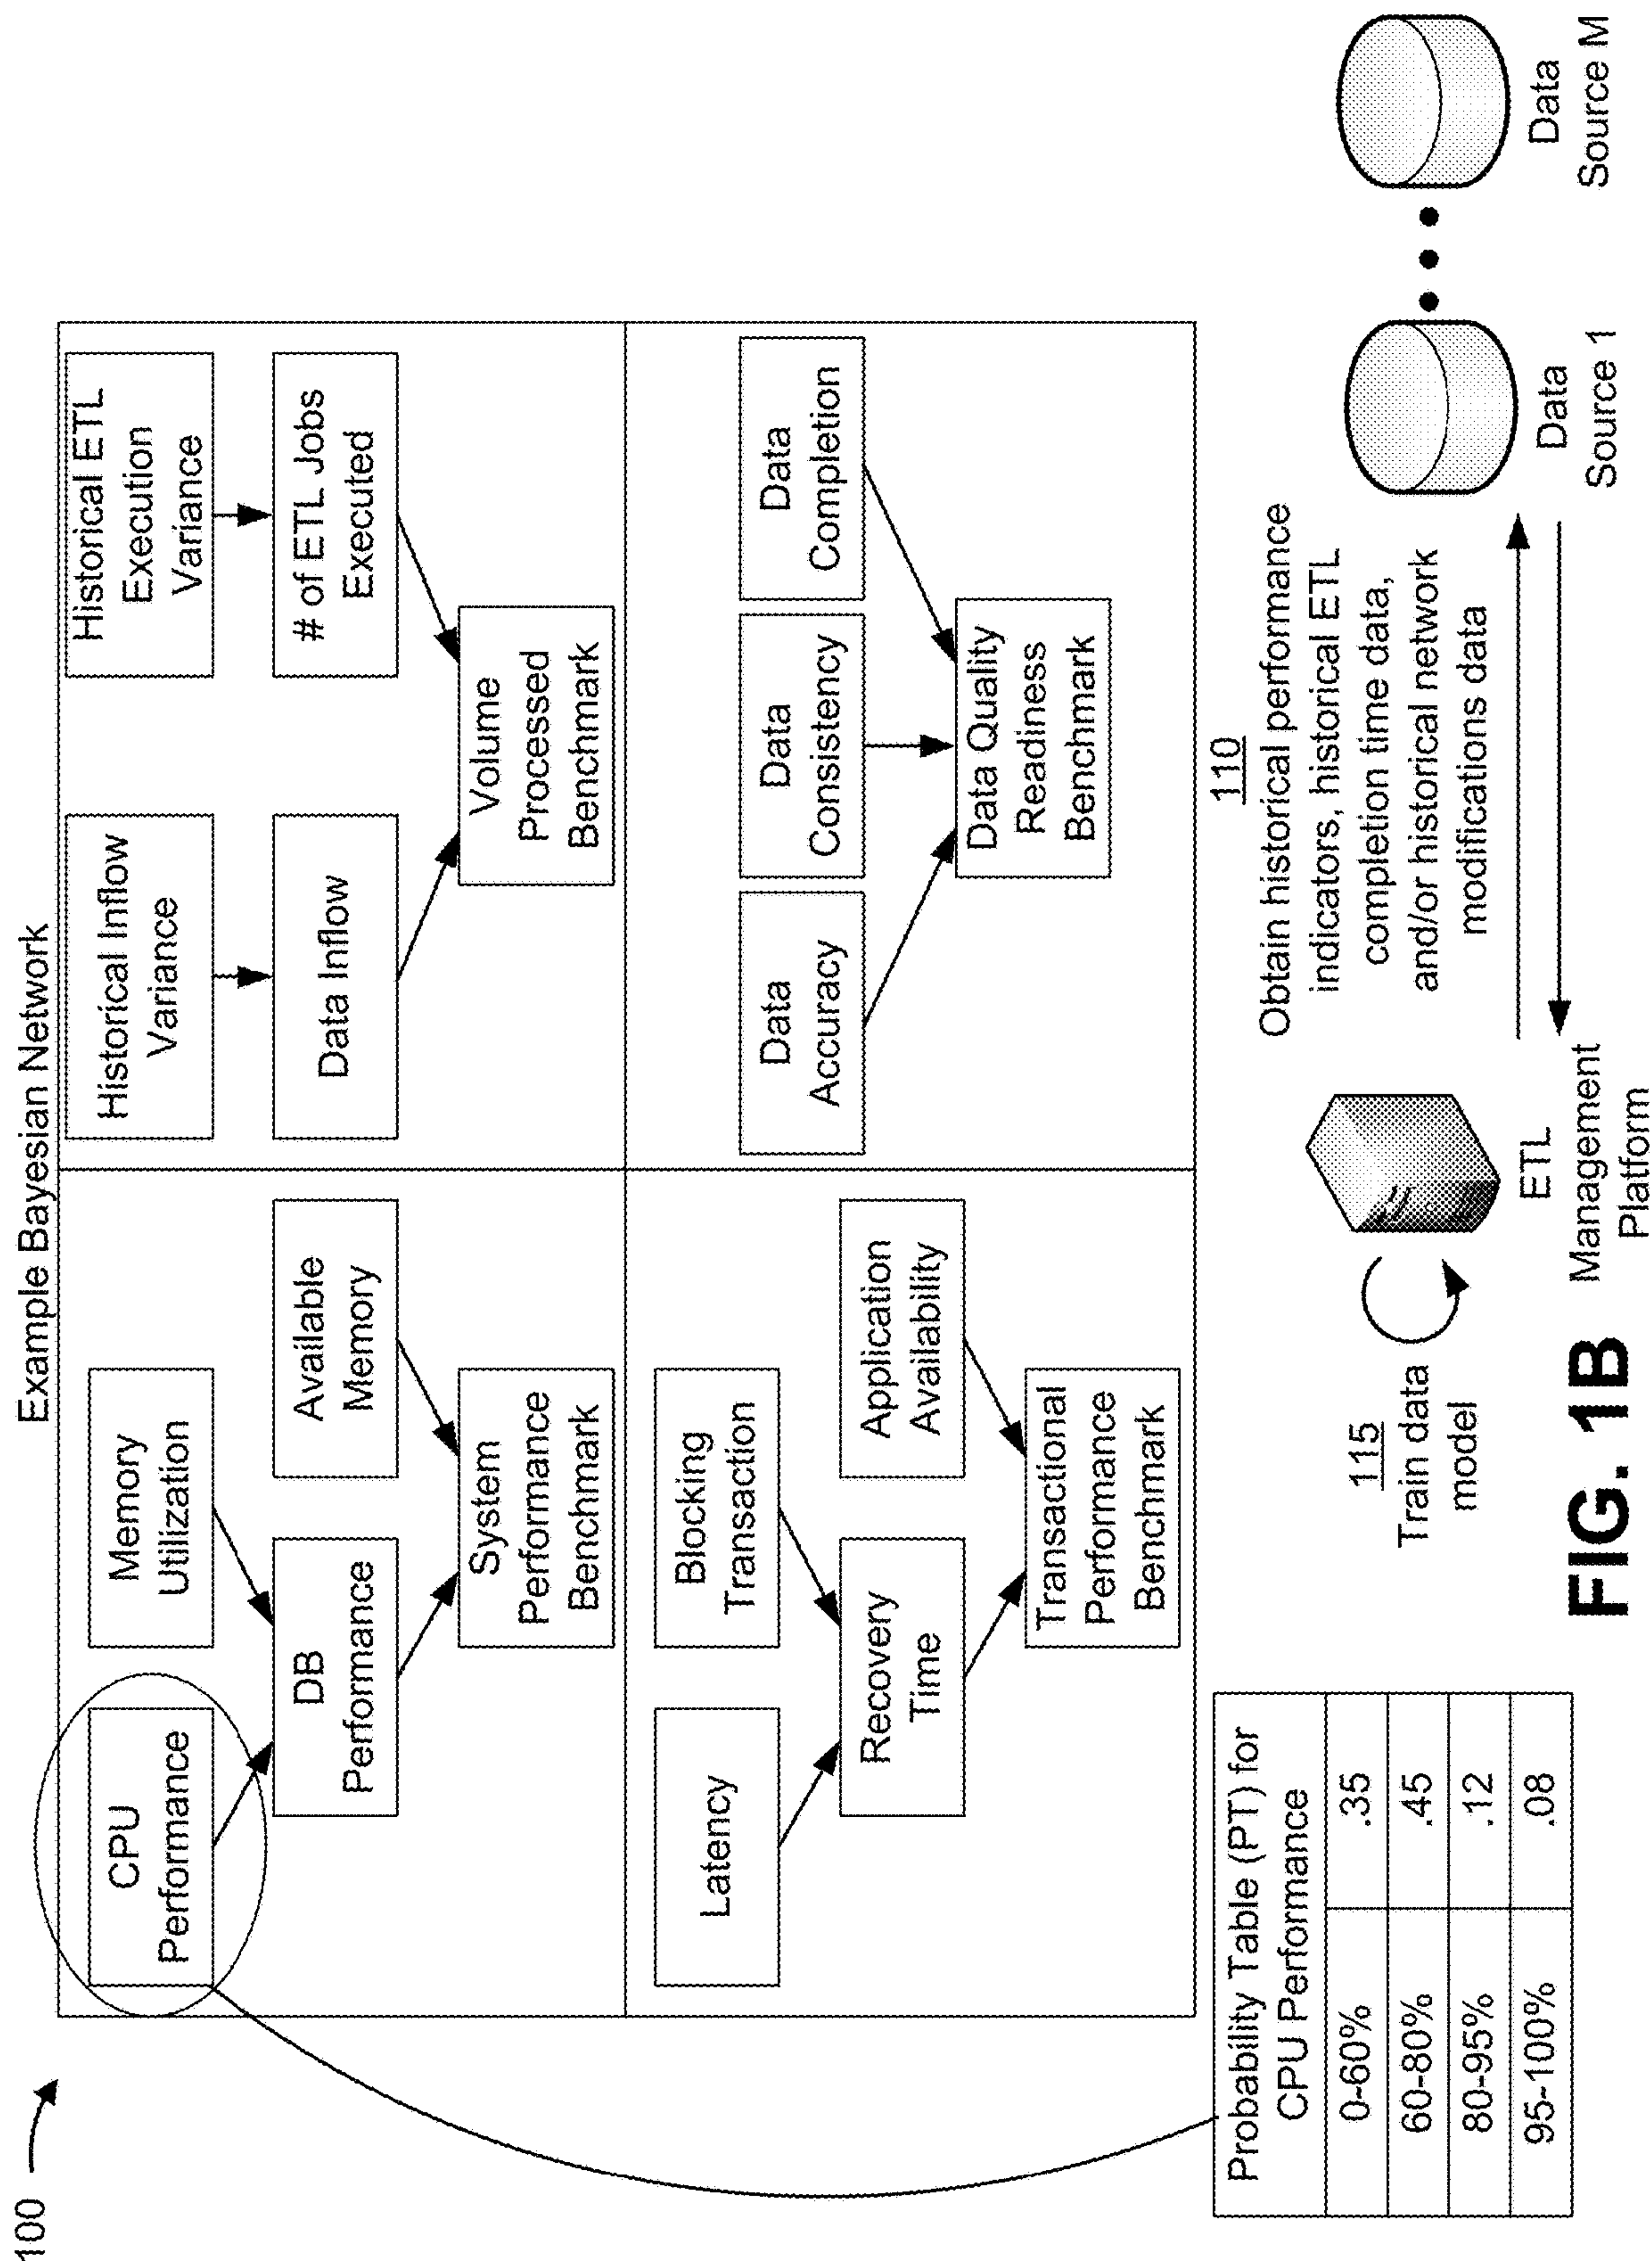 100
Example Bayesian Network
CPU
Performance
Memory
Utilization
DB
Performance
Available
Memory
System
Performance
Benchmark
Historical Inflow
Variance
Historical ETL
Execution
Variance
Data Inflow
# of ETL Jobs
Executed
Volume
Processed
Benchmark
Latency
Blocking
Transaction
Recovery
Time
Application
Availability
Transactional
Performance
Benchmark
Data
Accuracy
Data
Consistency
Data
Completion
Data Quality
Readiness
Benchmark
Probability Table (PT) for
CPU Performance
0-60% .35
60-80% .45
80-95% .12
95-100% .08
115
Train data
model
ETL
Management
Platform
110
Obtain historical performance
indicators, historical ETL
completion time data,
and/or historical network
modifications data
Data
Source 1
Data
Source M
FIG. 1B